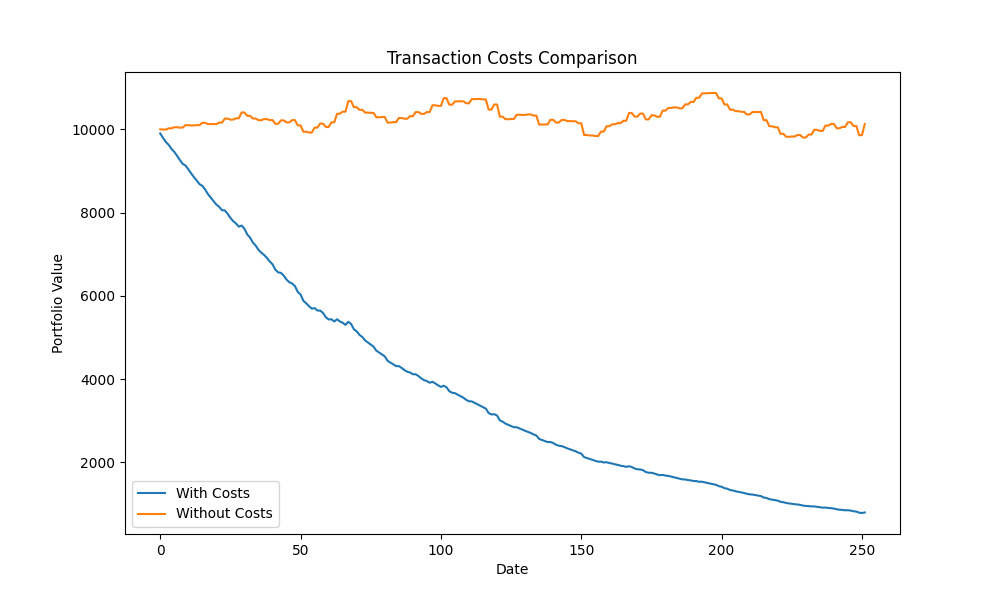 Transaction Costs Comparison
Portfolio Value
10000
8000
6000
4000
2000
With Costs
Without Costs
0 50 100 150 200 250
Date